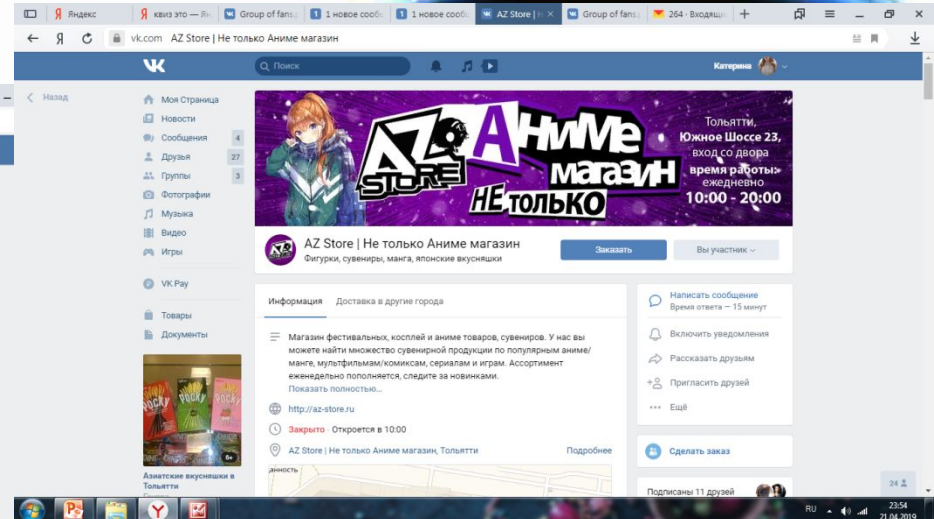 Яндекс
квиз это — Ян
Group of fans.
1 новое сооб
1 новое сооб
AZ Store | Н
Group of fans.
264 · Входящи
vk.com AZ Store | Не только Аниме магазин
Поиск
Катерина
Назад
Моя Страница
Новости
Сообщения 4
Друзья 27
Группы 3
Фотографии
Музыка
Видео
Игры
VK Pay
Товары
Документы
POCKY POCKY POCKY
6+
Азиатские вкусняшки в
Тольятти
AZ STORE
Аниме
магазин
НЕ ТОЛЬКО
Тольятти,
Южное Шоссе 23,
вход со двора
время работы:
ежедневно
10:00 - 20:00
AZ Store | Не только Аниме магазин
Фигурки, сувениры, манга, японские вкусняшки
Заказать
Вы участник
Информация Доставка в другие города
Магазин фестивальных, косплей и аниме товаров, сувениров. У нас вы
можете найти множество сувенирной продукции по популярным аниме/
манге, мультфильмам/комиксам, сериалам и играм. Ассортимент
еженедельно пополняется, следите за новинками.
Показать полностью...
http://az-store.ru
Закрыто · Откроется в 10:00
AZ Store | Не только Аниме магазин, Тольятти Подробнее
Написать сообщение
Время ответа — 15 минут
Включить уведомления
Рассказать друзьям
Пригласить друзей
Ещё
Сделать заказ
Подписаны 11 друзей
24
RU
23:54
21.04.2019